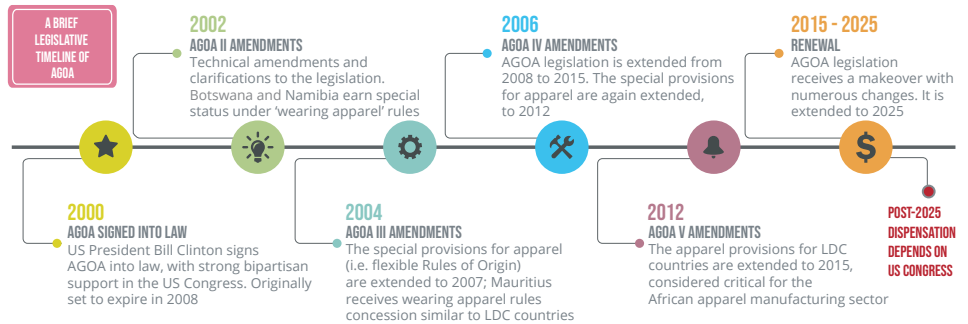 A BRIEF
LEGISLATIVE
TIMELINE OF
AGOA
2000
AGOA SIGNED INTO LAW
US President Bill Clinton signs
AGOA into law, with strong bipartisan
support in the US Congress. Originally
set to expire in 2008
2002
AGOA II AMENDMENTS
Technical amendments and
clarifications to the legislation.
Botswana and Namibia earn special
status under ‘wearing apparel’ rules
2004
AGOA III AMENDMENTS
The special provisions for apparel
(i.e. flexible Rules of Origin)
are extended to 2007; Mauritius
receives wearing apparel rules
concession similar to LDC countries
2006
AGOA IV AMENDMENTS
AGOA legislation is extended from
2008 to 2015. The special provisions
for apparel are again extended,
to 2012
2012
AGOA V AMENDMENTS
The apparel provisions for LDC
countries are extended to 2015,
considered critical for the
African apparel manufacturing sector
2015 - 2025
RENEWAL
AGOA legislation
receives a makeover with
numerous changes. It is
extended to 2025
$
POST-2025
DISPENSATION
DEPENDS ON
US CONGRESS